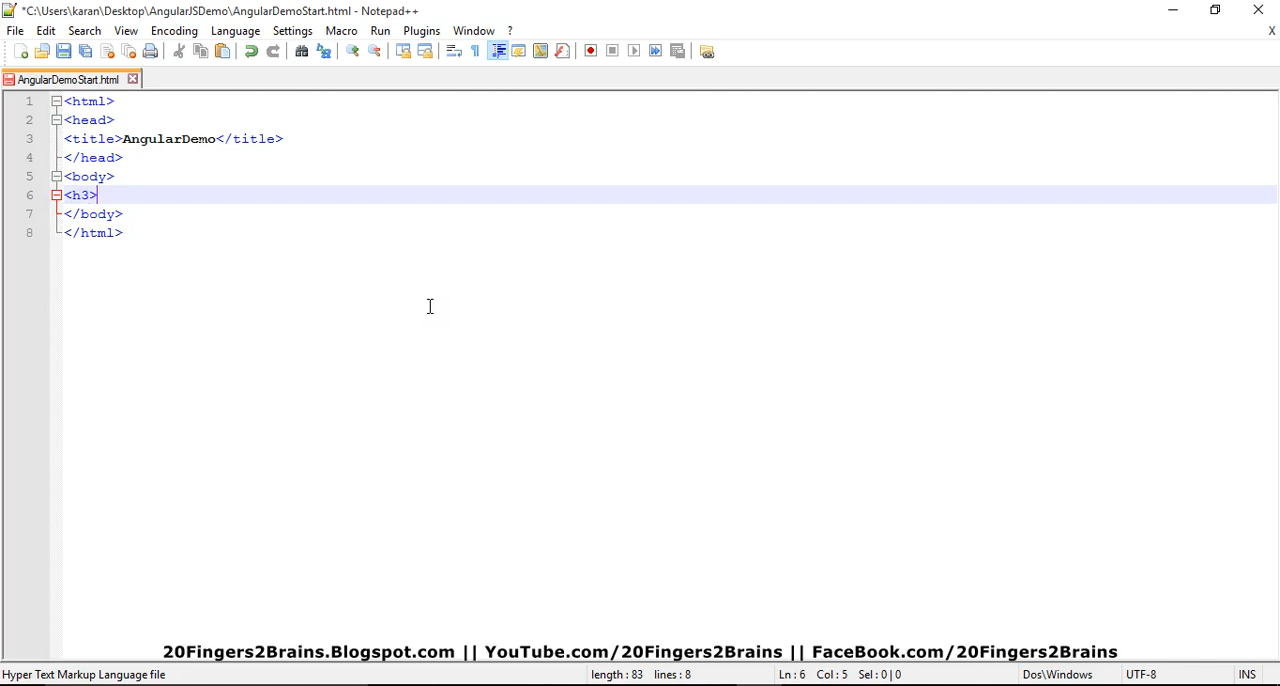 *C:\Users\karan\Desktop\AngularJSDemo\AngularDemoStart.html - Notepad++
File Edit Search View Encoding Language Settings Macro Run Plugins Window ? X
AngularDemoStart.html
1 <html>
2 <head>
3 <title>AngularDemo</title>
4 </head>
5 <body>
6 <h3>
7 </body>
8 </html>
20Fingers2Brains.Blogspot.com || YouTube.com/20Fingers2Brains || FaceBook.com/20Fingers2Brains
Hyper Text Markup Language file length : 83 lines : 8 Ln : 6 Col : 5 Sel : 0 | 0 Dos\Windows UTF-8 INS